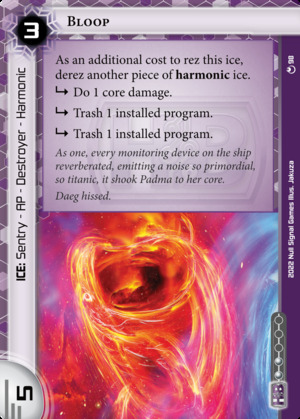 3
Bloop
As an additional cost to rez this ice,
derez another piece of harmonic ice.
↳ Do 1 core damage.
↳ Trash 1 installed program.
↳ Trash 1 installed program.
As one, every monitoring device on the ship
reverberated, emitting a noise so primordial,
so titanic, it shook Padma to her core.
Daeg hissed.
ICE: Sentry - AP - Destroyer - Harmonic
5
98
2022 Null Signal Games Illus. Jakuza